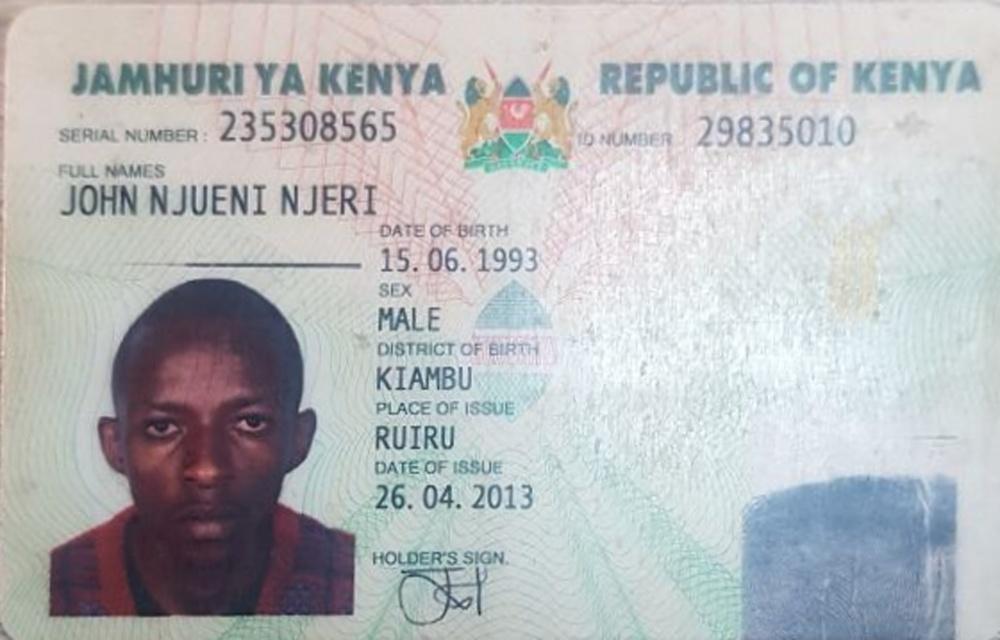 JAMHURI YA KENYA REPUBLIC OF KENYA
SERIAL NUMBER: 235308565 ID NUMBER 29835010
FULL NAMES
JOHN NJUENI NJERI
DATE OF BIRTH
15.06.1993
SEX
MALE
DISTRICT OF BIRTH
KIAMBU
PLACE OF ISSUE
RUIRU
DATE OF ISSUE
26.04.2013
HOLDER'S SIGN.